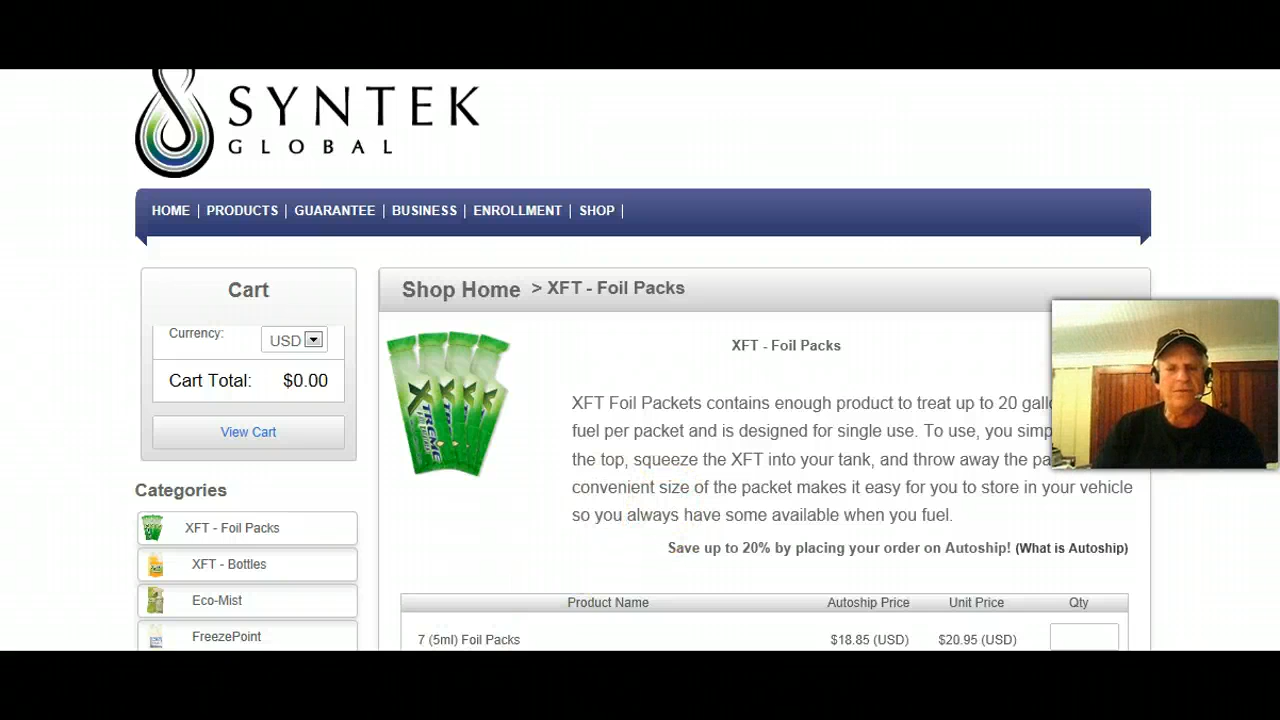 SYNTEK
GLOBAL
HOME | PRODUCTS | GUARANTEE | BUSINESS | ENROLLMENT | SHOP |
Cart
Currency: USD
Cart Total: $0.00
View Cart
Categories
XFT - Foil Packs
XFT - Bottles
Eco-Mist
FreezePoint
Shop Home > XFT - Foil Packs
XFT - Foil Packs
XTREME
XFT Foil Packets contains enough product to treat up to 20
fuel per packet and is designed for single use. To use, you
the top, squeeze the XFT into your tank, and throw away the
convenient size of the packet makes it easy for you to store in your vehicle
so you always have some available when you fuel.
Save up to 20% by placing your order on Autoship! (What is Autoship)
Product Name Autoship Price Unit Price Qty
7 (5ml) Foil Packs $18.85 (USD) $20.95 (USD)